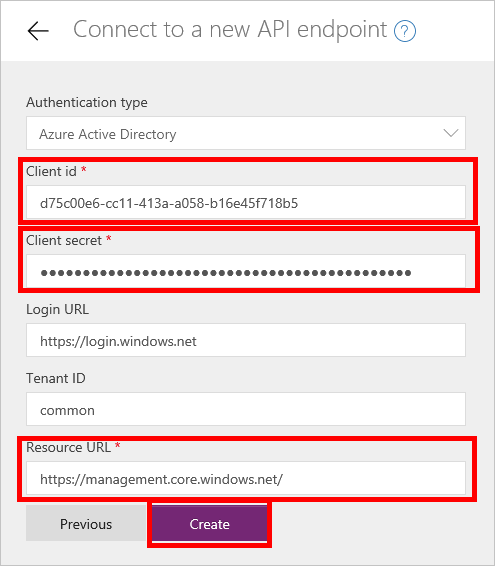 Connect to a new API endpoint ?
Authentication type
Azure Active Directory
Client id *
d75c00e6-cc11-413a-a058-b16e45f718b5
Client secret *
●●●●●●●●●●●●●●●●●●●●●●●●●●●●●●●●●●●●●●●●●●●●
Login URL
https://login.windows.net
Tenant ID
common
Resource URL *
https://management.core.windows.net/
Previous
Create